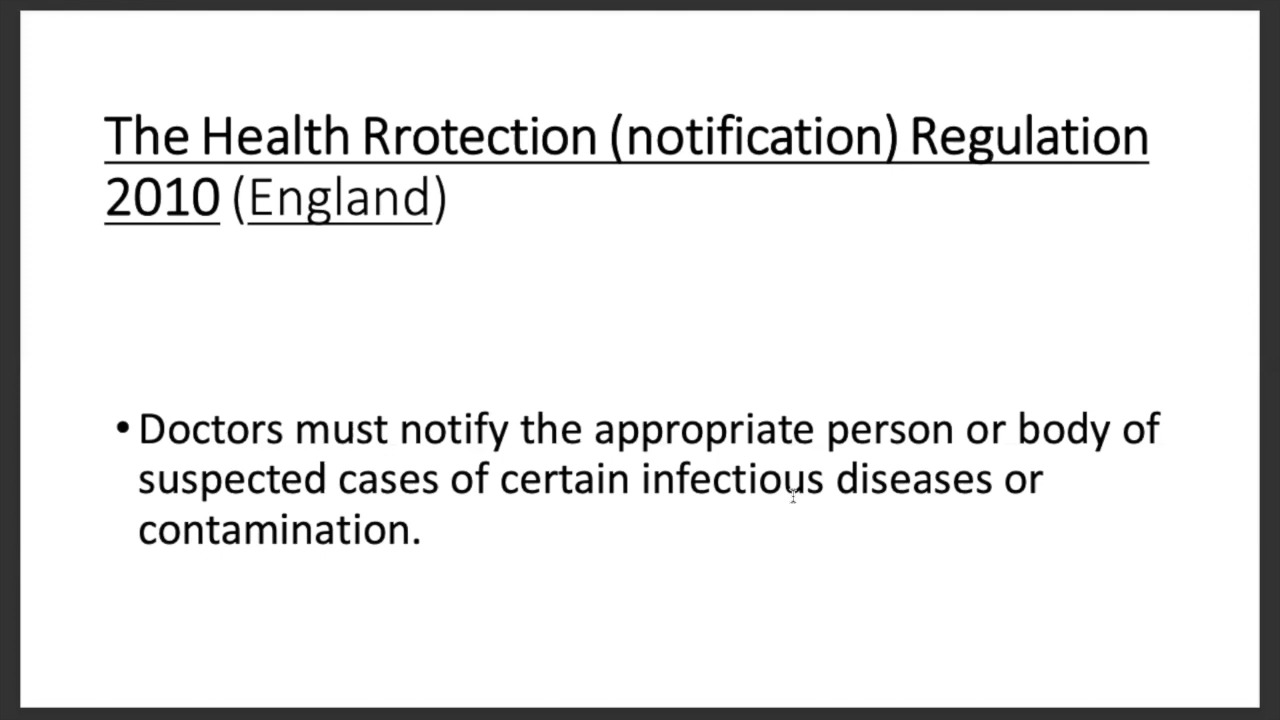 The Health Rrotection (notification) Regulation
2010 (England)
• Doctors must notify the appropriate person or body of
suspected cases of certain infectious diseases or
contamination.